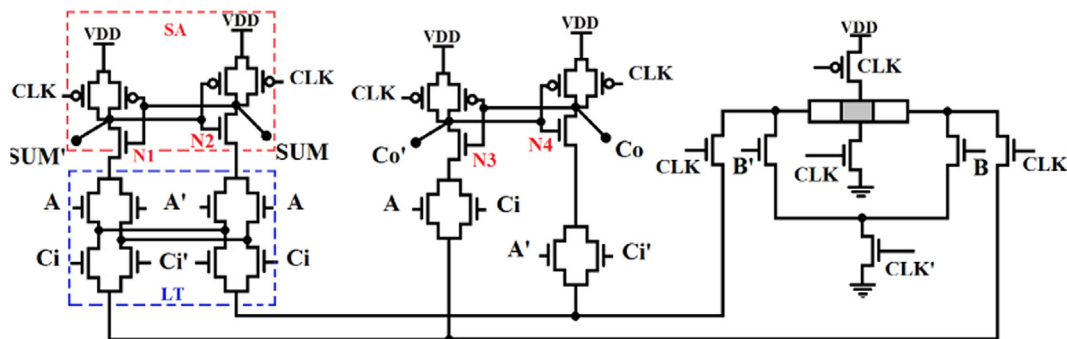 SA
VDD
VDD
CLK
CLK
SUM'
N1
N2
SUM
A
A'
A
Ci
Ci'
Ci
LT
VDD
VDD
CLK
CLK
Co'
N3
N4
Co
A
Ci
A'
Ci'
VDD
CLK
CLK
B'
CLK
B
CLK
CLK'